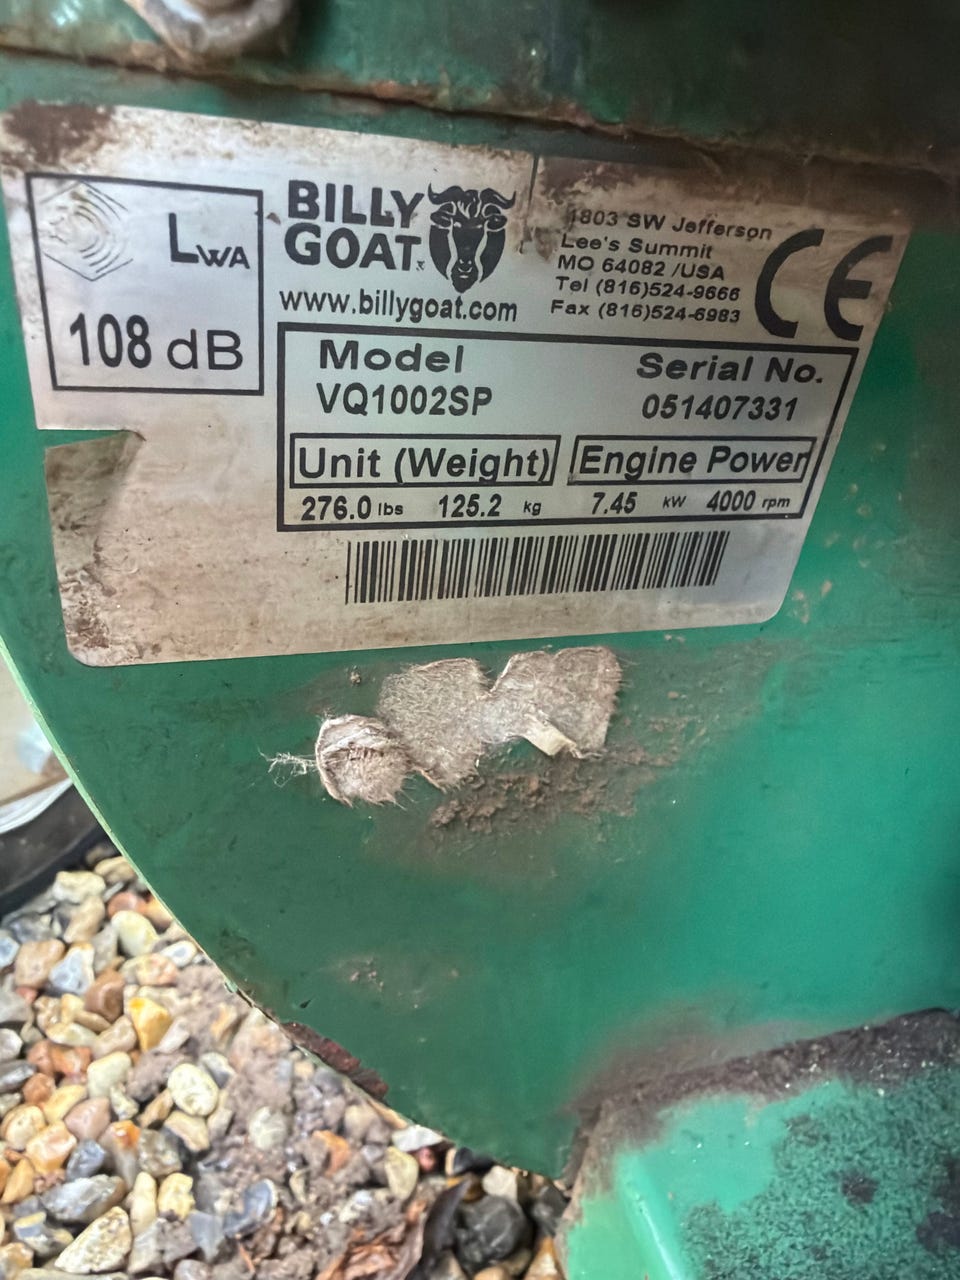 LWA
108 dB
BILLY
GOAT
www.billygoat.com
1803 SW Jefferson
Lee's Summit
MO 64082 /USA
Tel (816)524-9666
Fax (816)524-6983
CE
Model Serial No.
VQ1002SP 051407331
Unit (Weight) Engine Power
276.0 lbs 125.2 kg 7.45 kW 4000 rpm